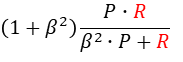 (1 + β²) P · R / β² · P + R